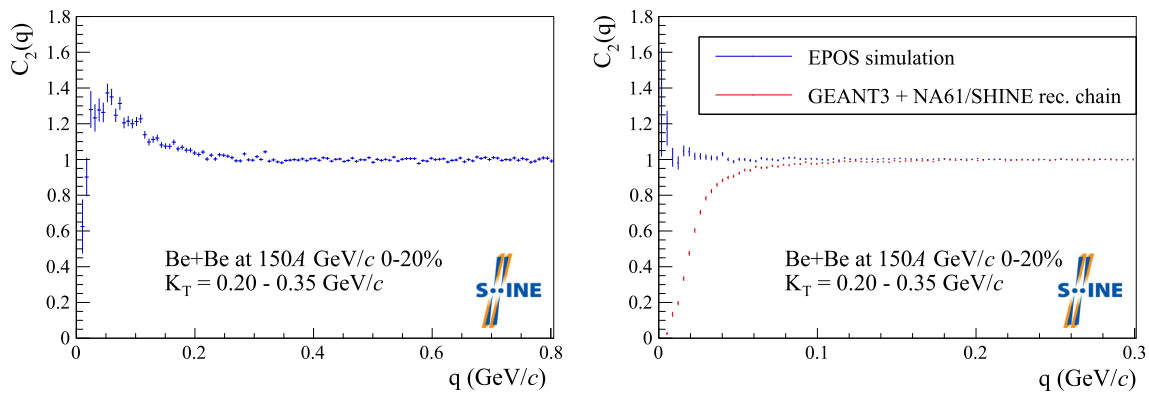 C2(q)
1.8
1.6
1.4
1.2
1
0.8
0.6
0.4
0.2
0
Be+Be at 150A GeV/c 0-20%
KT = 0.20 - 0.35 GeV/c
S INE
0
0.2
0.4
0.6
0.8
q (GeV/c)
C2(q)
1.8
1.6
1.4
1.2
1
0.8
0.6
0.4
0.2
0
EPOS simulation
GEANT3 + NA61/SHINE rec. chain
Be+Be at 150A GeV/c 0-20%
KT = 0.20 - 0.35 GeV/c
S INE
0
0.1
0.2
0.3
q (GeV/c)